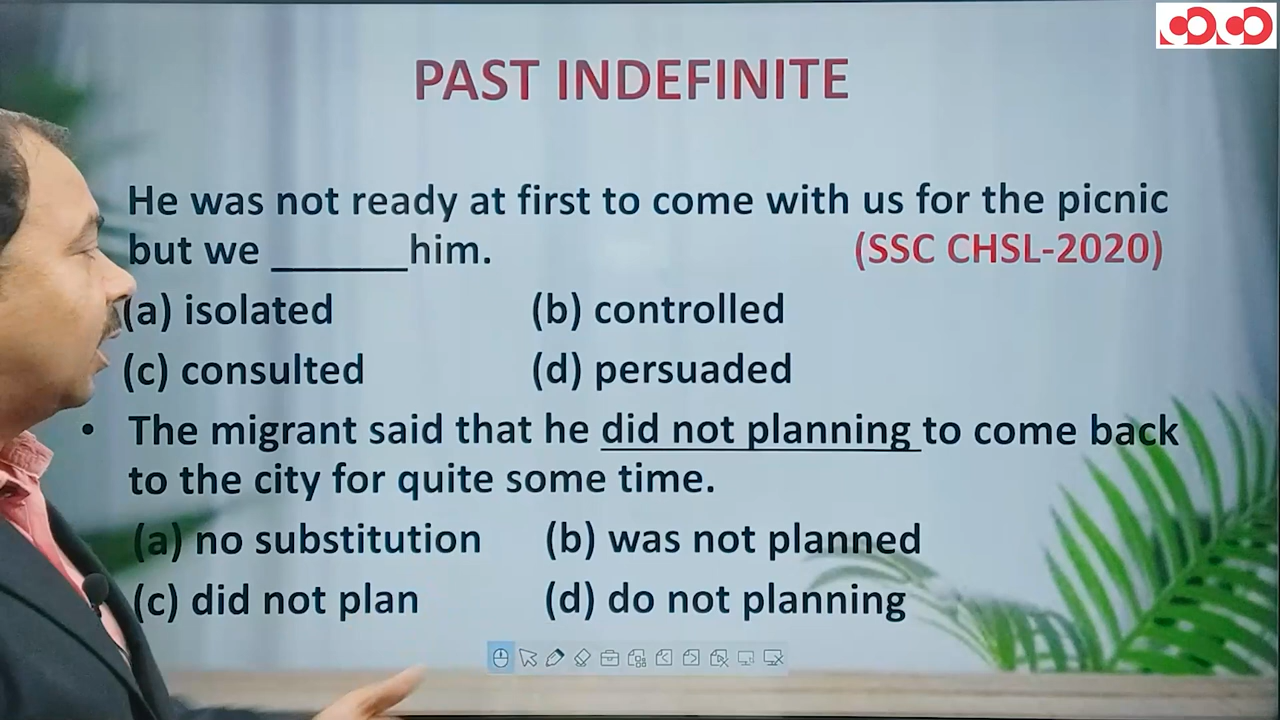 PAST INDEFINITE
He was not ready at first to come with us for the picnic
but we ______him. (SSC CHSL-2020)
(a) isolated (b) controlled
(c) consulted (d) persuaded
• The migrant said that he did not planning to come back
to the city for quite some time.
(a) no substitution (b) was not planned
(c) did not plan (d) do not planning